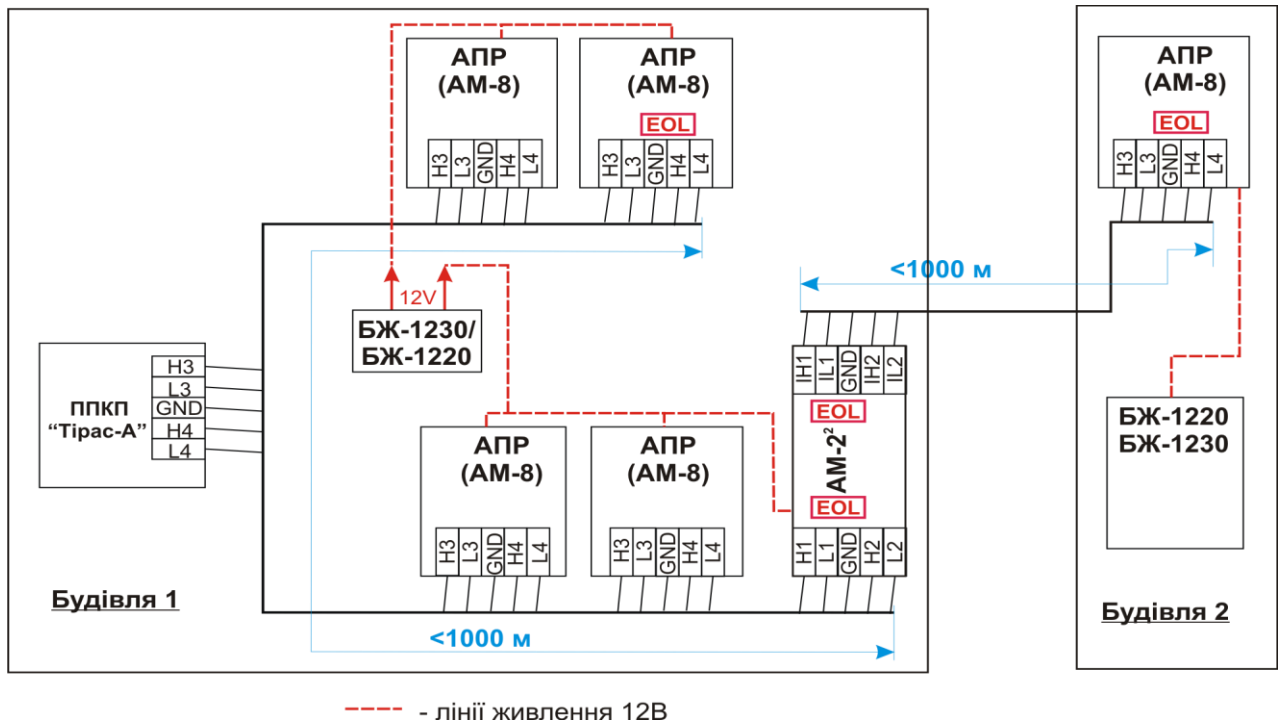 АПР
(АМ-8)
H3
L3
GND
H4
L4
АПР
(АМ-8)
EOL
H3
L3
GND
H4
L4
АПР
(АМ-8)
EOL
H3
L3
GND
H4
L4
<1000 м
12V
БЖ-1230/
БЖ-1220
ППКП
“Тірас-А”
H3
L3
GND
H4
L4
IH1
IL1
GND
IH2
IL2
EOL
АМ-2²
EOL
H1
L1
GND
H2
L2
АПР
(АМ-8)
H3
L3
GND
H4
L4
АПР
(АМ-8)
H3
L3
GND
H4
L4
БЖ-1220
БЖ-1230
Будівля 1
<1000 м
Будівля 2
- лінії живлення 12В